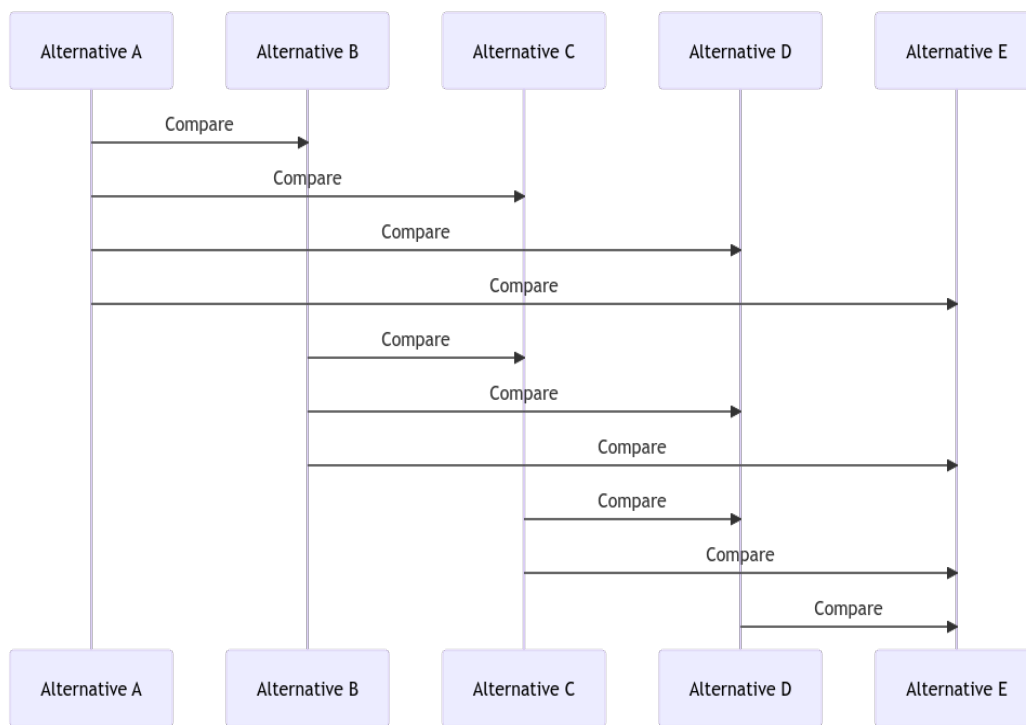 Alternative A
Alternative B
Alternative C
Alternative D
Alternative E
Compare
Compare
Compare
Compare
Compare
Compare
Compare
Compare
Compare
Compare
Alternative A
Alternative B
Alternative C
Alternative D
Alternative E